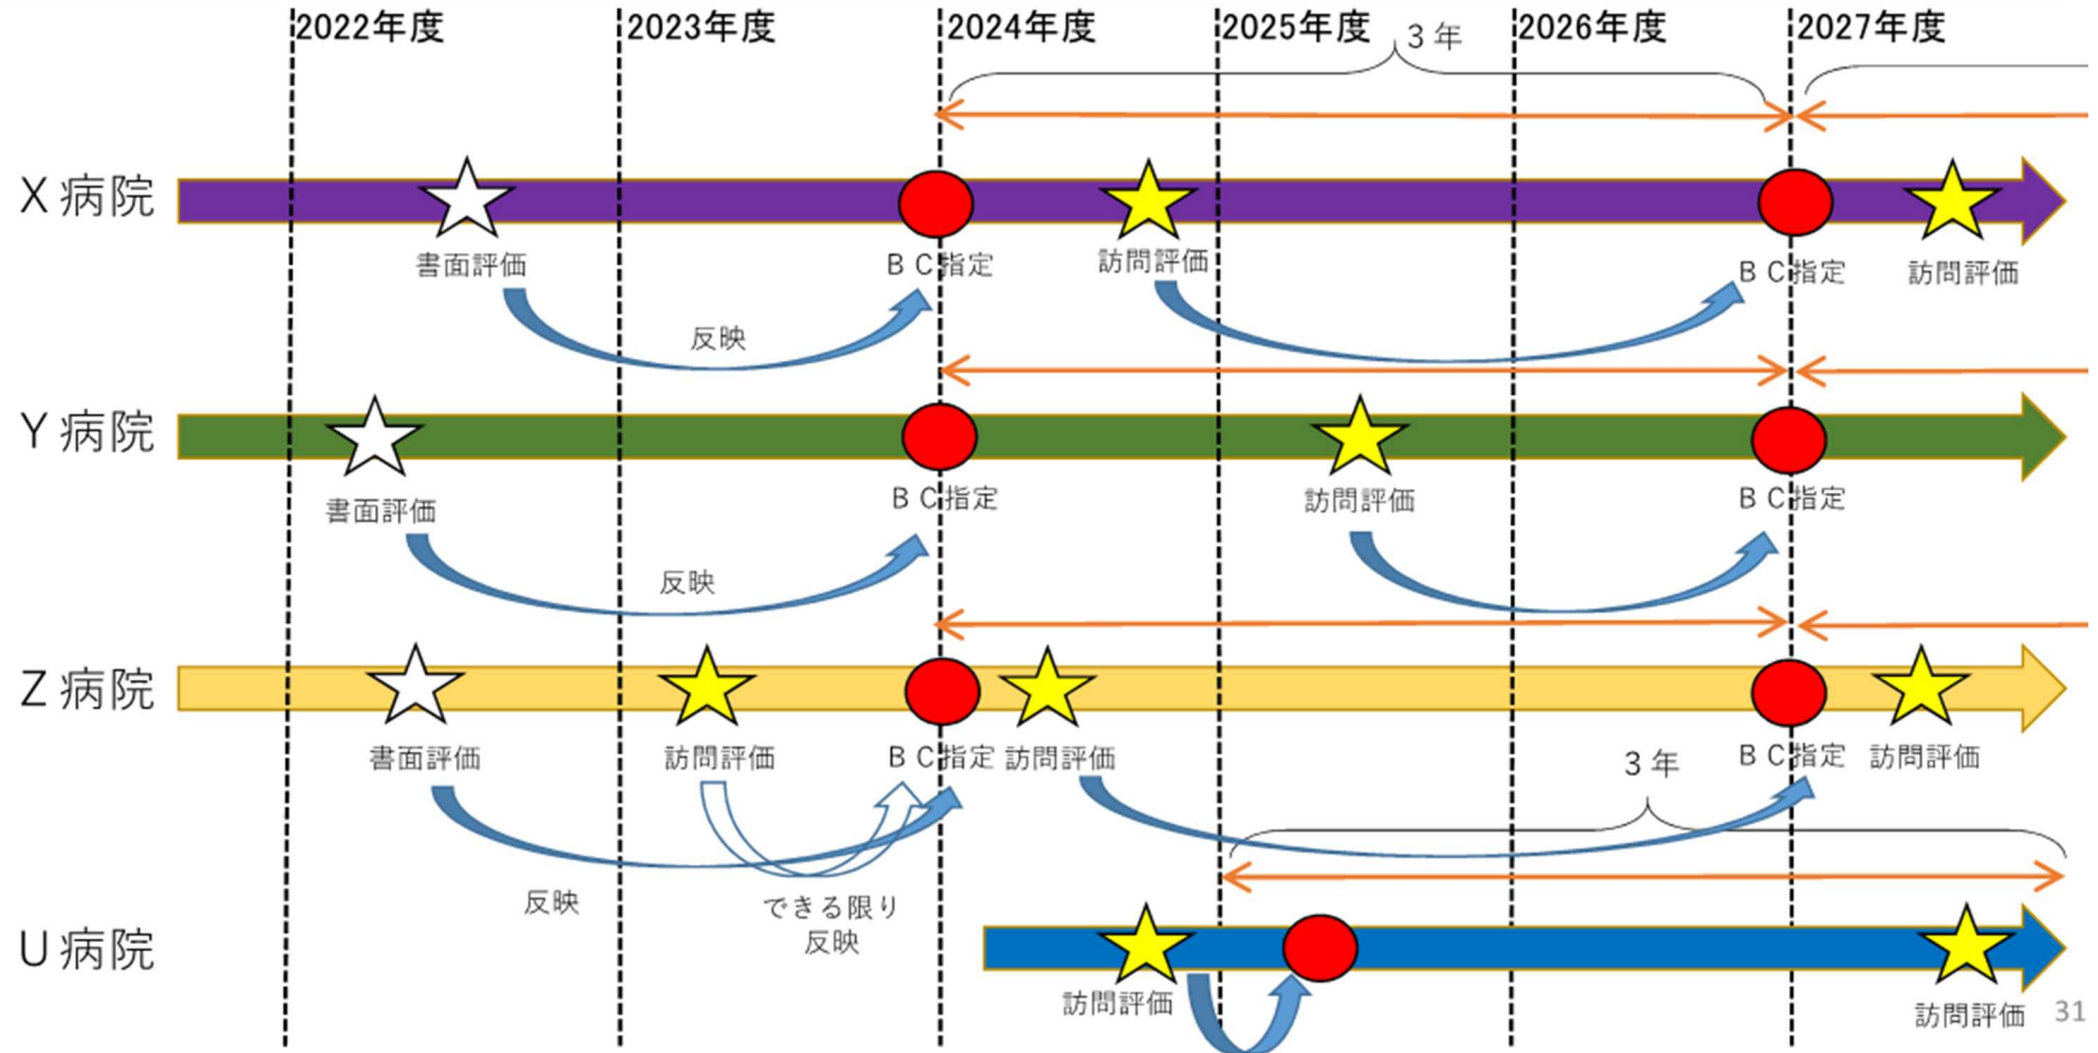 2022年度
2023年度
2024年度
2025年度
2026年度
2027年度
3年
X病院
書面評価
BC指定
訪問評価
BC指定
訪問評価
反映
Y病院
書面評価
BC指定
訪問評価
BC指定
反映
Z病院
書面評価
訪問評価
BC指定
訪問評価
BC指定
訪問評価
3年
反映
できる限り
反映
U病院
訪問評価
訪問評価
31